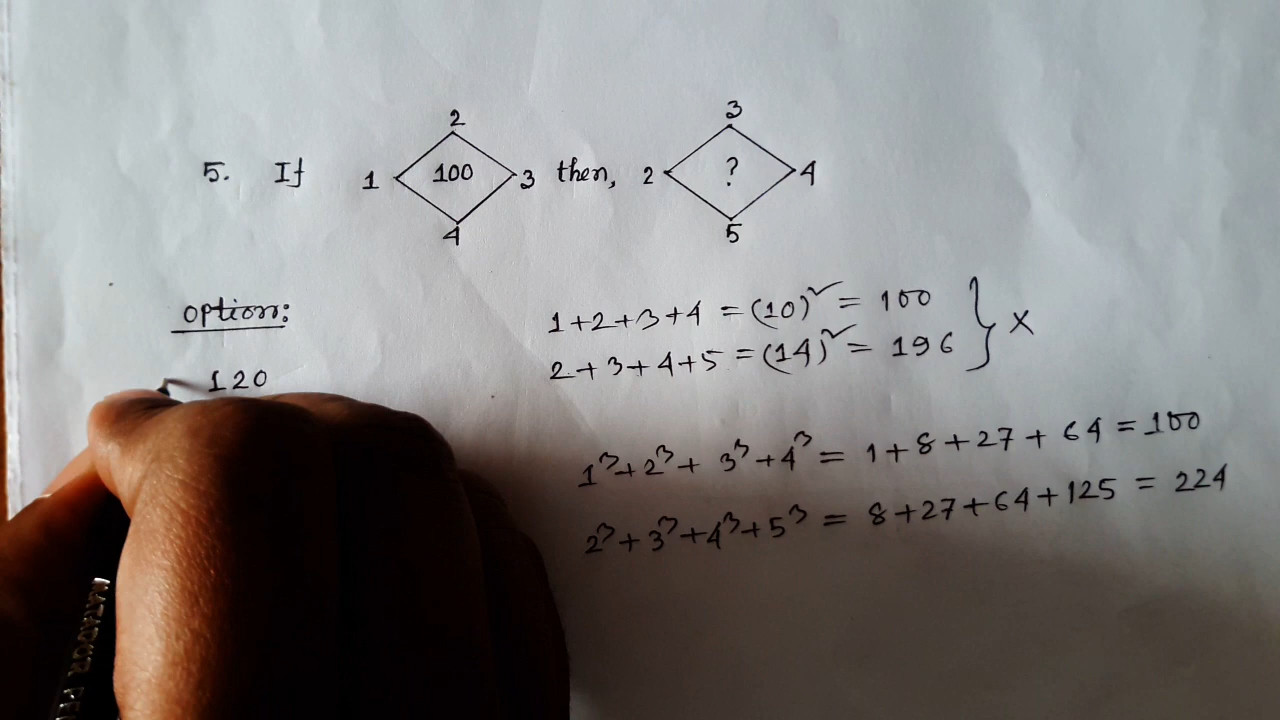 5. If 1 2 100 3 4 then, 2 3 ? 4 5
option:
120
1+2+3+4 = (10)² = 100
2+3+4+5 = (14)² = 196 } ×
1³+2³+3³+4³ = 1+8+27+64 = 100
2³+3³+4³+5³ = 8+27+64+125 = 224
MATADOR